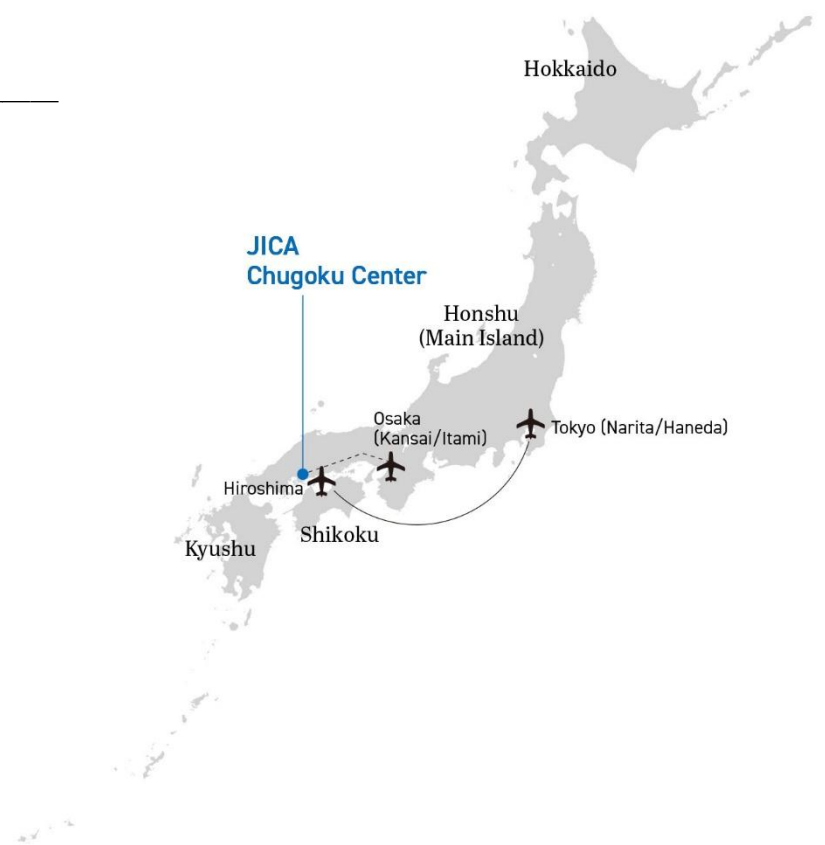 Hokkaido
JICA
Chugoku Center
Honshu
(Main Island)
Osaka
(Kansai/Itami)
Tokyo (Narita/Haneda)
Hiroshima
Shikoku
Kyushu